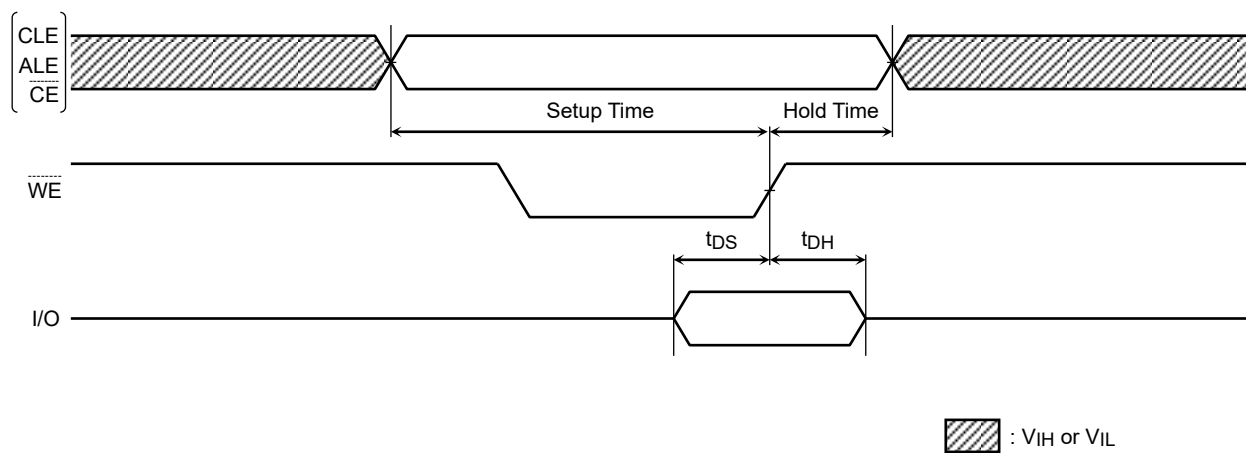 CLE
ALE
CE
Setup Time
Hold Time
WE
tDS
tDH
I/O
: VIH or VIL